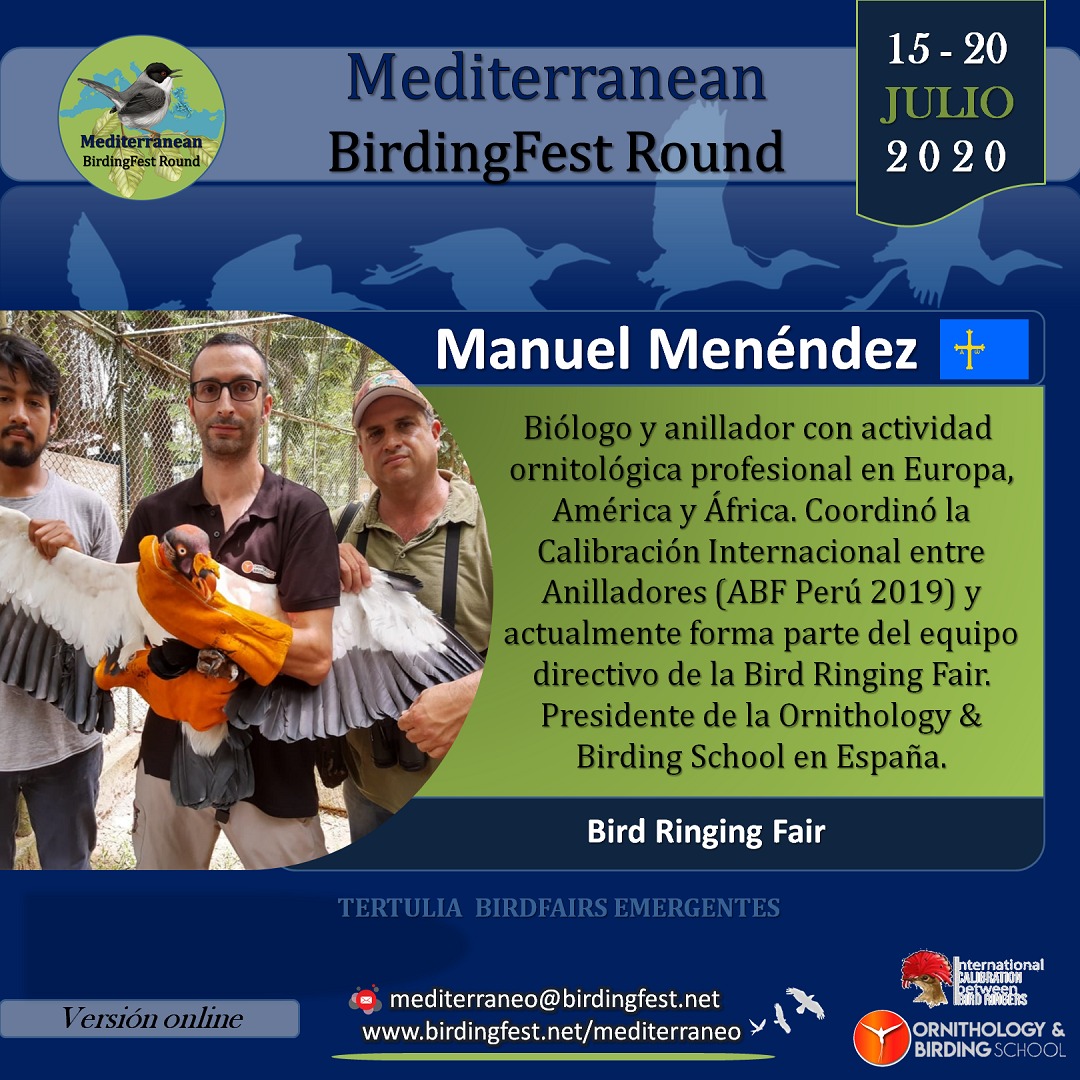 Mediterranean
BirdingFest Round
Mediterranean
BirdingFest Round
15 - 20
JULIO
2020
Manuel Menéndez
Biólogo y anillador con actividad
ornitológica profesional en Europa,
América y África. Coordinó la
Calibración Internacional entre
Anilladores (ABF Perú 2019) y
actualmente forma parte del equipo
directivo de la Bird Ringing Fair.
Presidente de la Ornithology &
Birding School en España.
Bird Ringing Fair
TERTULIA BIRDFAIRS EMERGENTES
Versión online
mediterraneo@birdingfest.net
www.birdingfest.net/mediterraneo
International
CALIBRATION
between
BIRD RINGERS
ORNITHOLOGY &
BIRDING SCHOOL